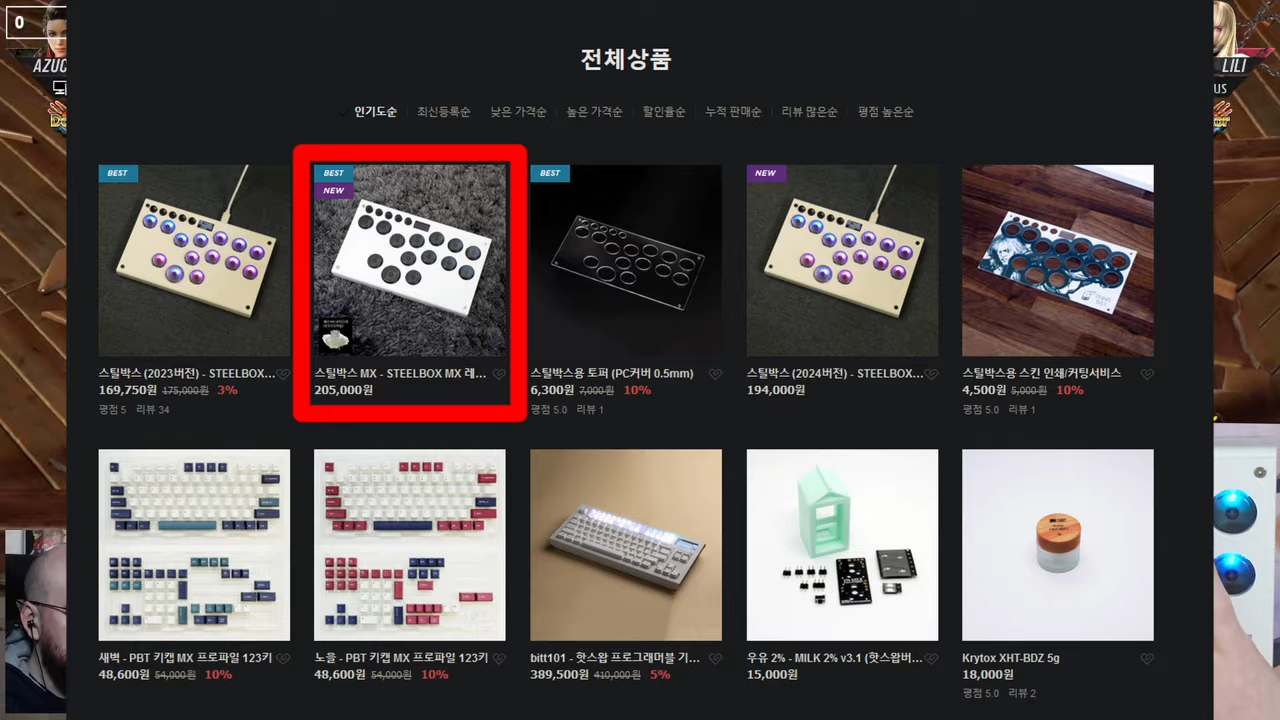 0
전체상품
인기도순 최신등록순 낮은 가격순 높은 가격순 할인율순 누적 판매순 리뷰 많은순 평점 높은순
AZUC
LILI
US
BEST
BEST
NEW
BEST
NEW
스틸박스 (2023버전) - STEELBOX...
169,750원 175,000원 3%
평점 5 리뷰 34
스틸박스 MX - STEELBOX MX 레...
205,000원
스틸박스용 토퍼 (PC커버 0.5mm)
6,300원 7,000원 10%
평점 5.0 리뷰 1
스틸박스 (2024버전) - STEELBOX...
194,000원
스틸박스용 스킨 인쇄/커팅서비스
4,500원 5,000원 10%
평점 5.0 리뷰 1
새벽 - PBT 키캡 MX 프로파일 123키
48,600원 54,000원 10%
노을 - PBT 키캡 MX 프로파일 123키
48,600원 54,000원 10%
bitt101 - 핫스왑 프로그래머블 기...
389,500원 410,000원 5%
우유 2% - MILK 2% v3.1 (핫스왑버...
15,000원
Krytox XHT-BDZ 5g
18,000원
평점 5.0 리뷰 2